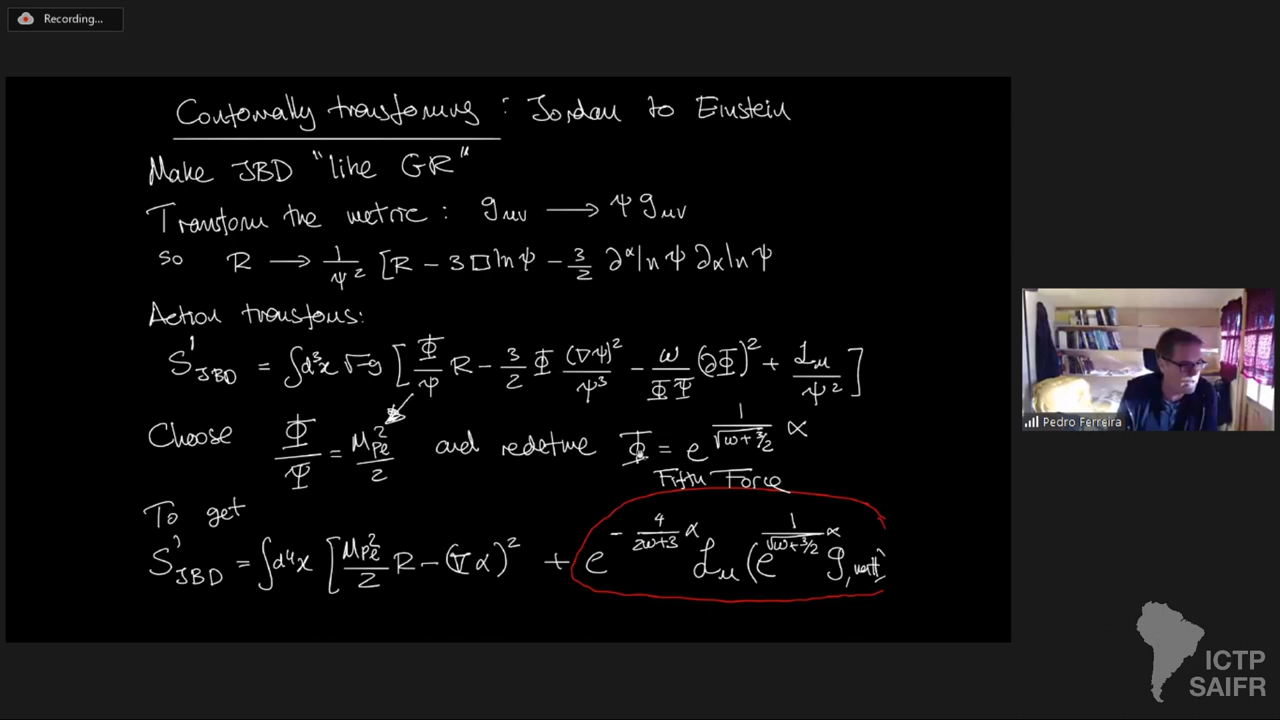 Recording...
Conformally transforming : Jordan to Einstein
Make JBD "like GR"
Transform the metric : g_μν ⟶ Ψ g_μν
so R ⟶ 1/Ψ² [R − 3□ln Ψ − 3/2 ∂^α ln Ψ ∂_α ln Ψ
Action transfons:
S'_JBD = ∫d³x √−g [Φ/Ψ R − 3/2 Φ (∇Ψ)²/Ψ³ − ω/ΦΨ (∂Φ)² + L_M/Ψ²]
Choose Φ/Ψ = M_Pl²/2 and redefine Φ = e^{1/√(ω+3/2) α}
Fifth Force
To get
S'_JBD = ∫d⁴x [M_Pl²/2 R − (∇α)² + e^{−4/(2ω+3) α} L_M (e^{1/√(ω+3/2) α} g,
Pedro Ferreira
ICTP
SAIFR